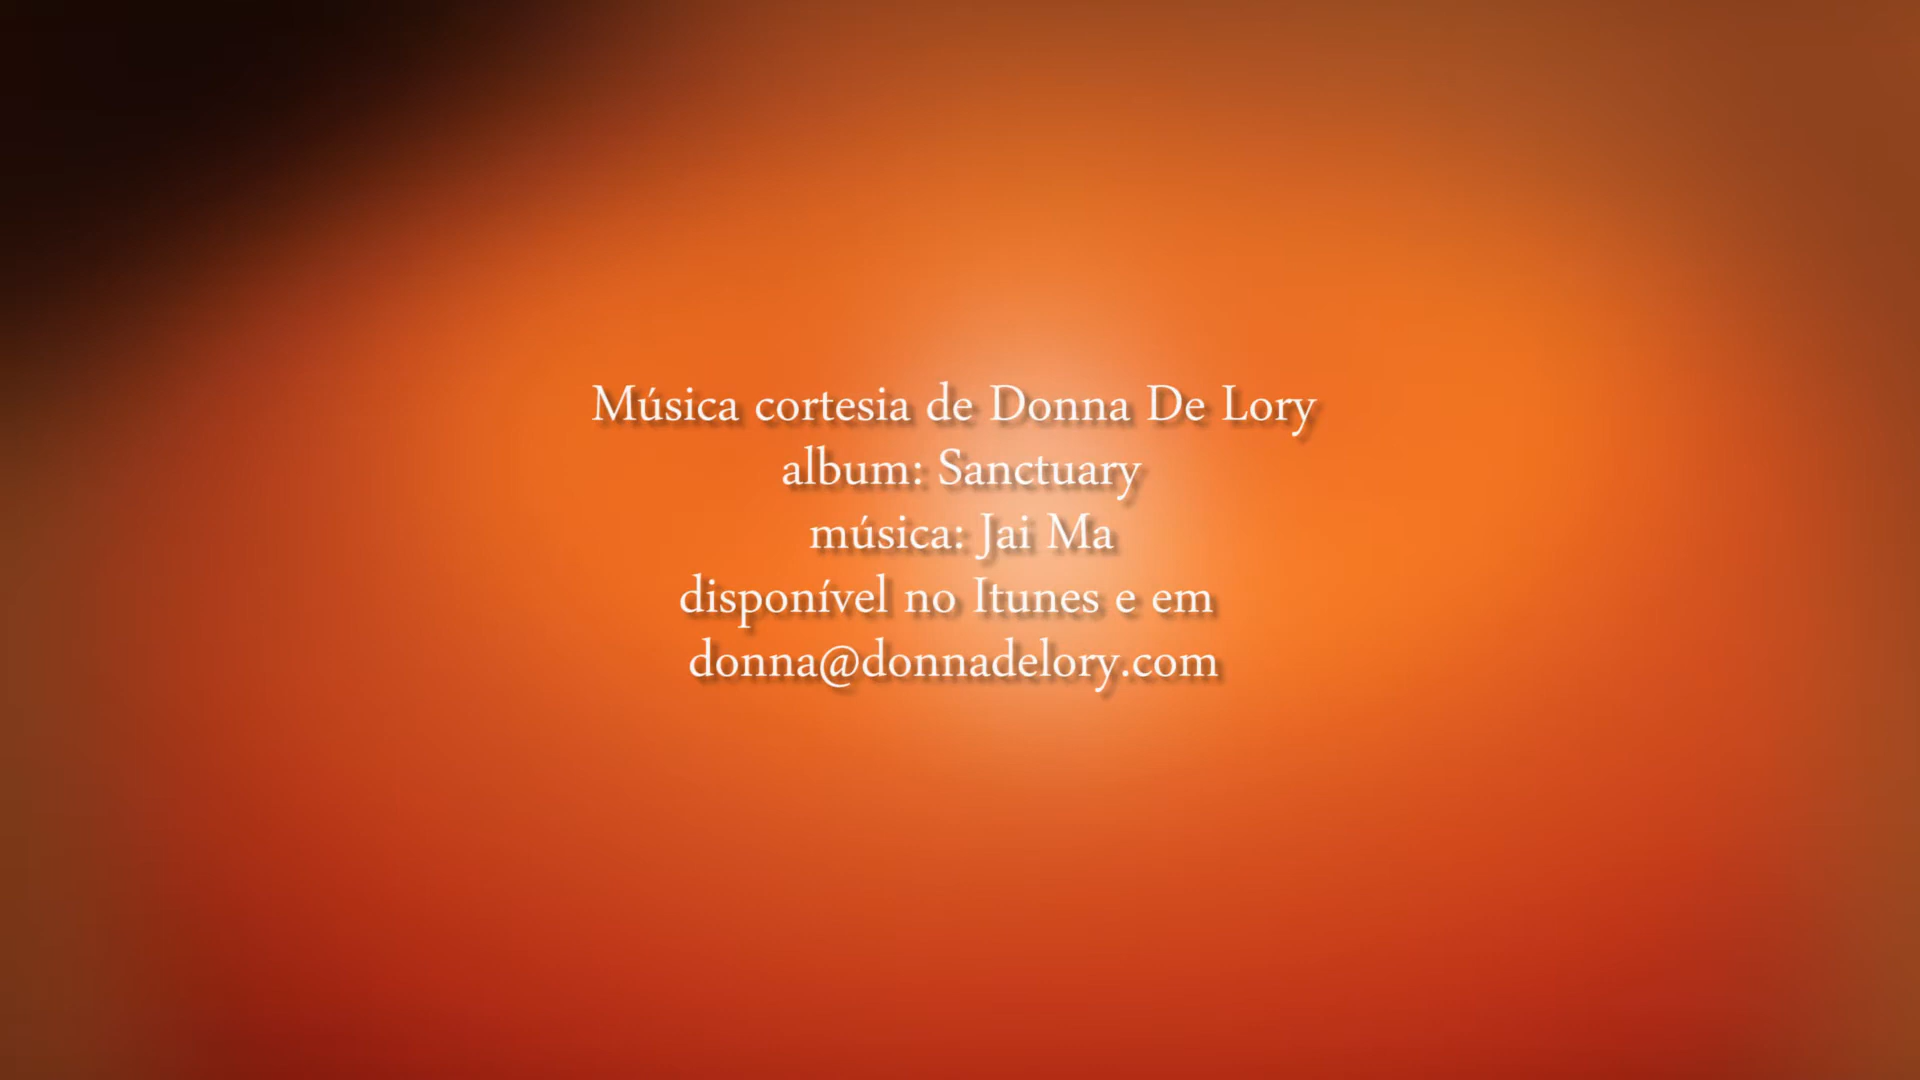 Música cortesia de Donna De Lory
album: Sanctuary
música: Jai Ma
disponível no Itunes e em
donna@donnadelory.com